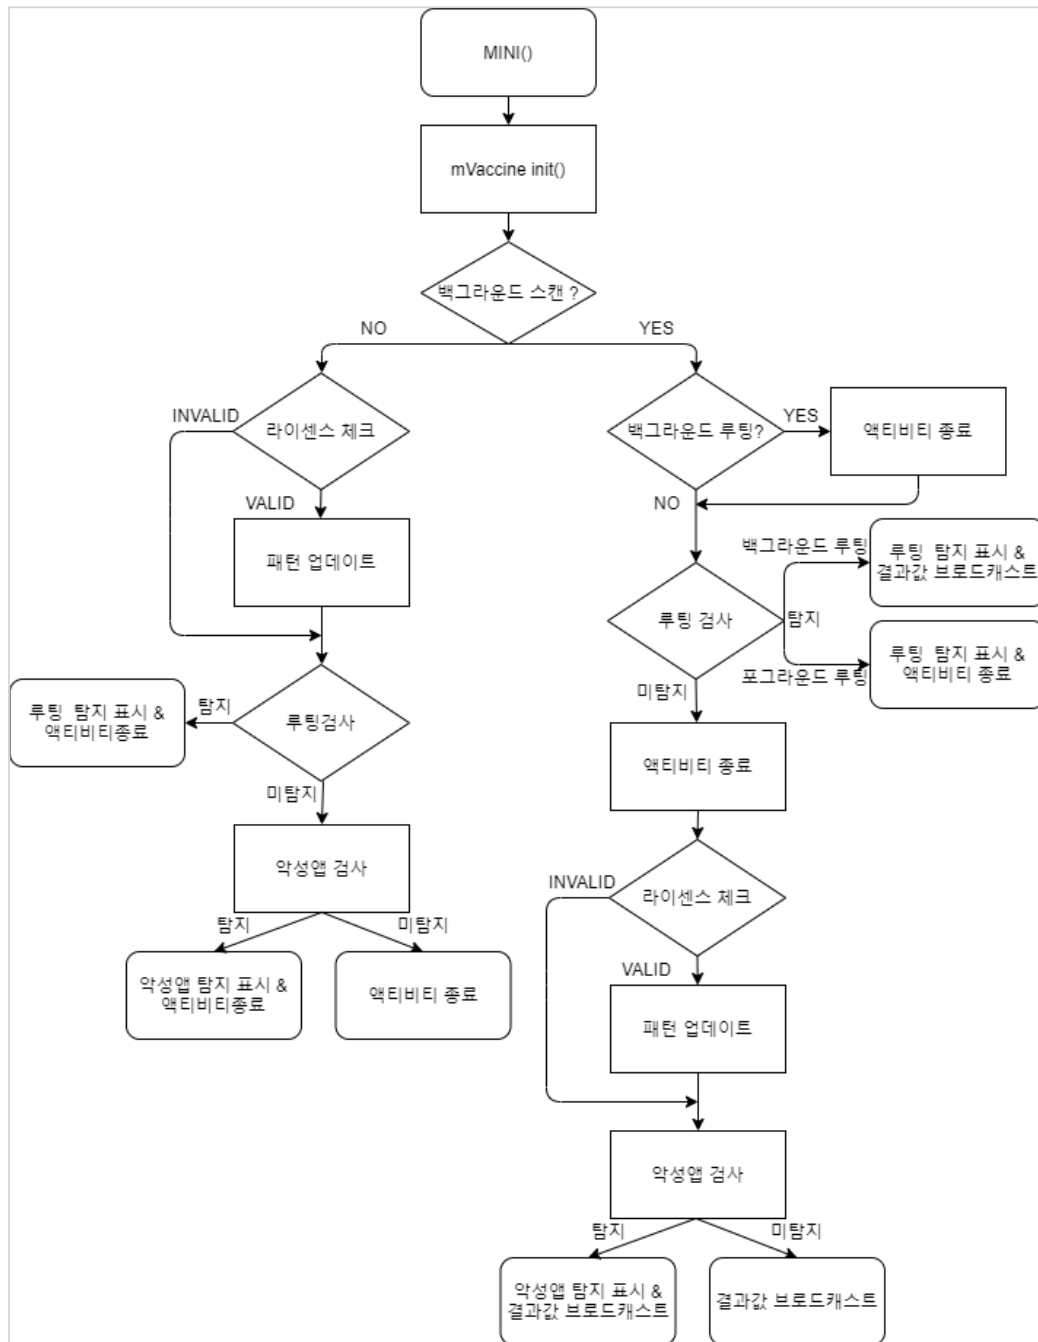 MINI()
mVaccine init()
백그라운드 스캔 ?
NO
YES
INVALID
라이센스 체크
백그라운드 루팅?
YES
액티비티 종료
VALID
NO
패턴 업데이트
백그라운드 루팅
루팅  탐지 표시 &
결과값 브로드캐스트
루팅 검사
탐지
포그라운드 루팅
루팅  탐지 표시 &
액티비티 종료
미탐지
루팅  탐지 표시 &
액티비티종료
탐지
루팅검사
액티비티 종료
미탐지
악성앱 검사
INVALID
라이센스 체크
탐지
미탐지
악성앱 탐지 표시 &
액티비티종료
액티비티 종료
VALID
패턴 업데이트
악성앱 검사
탐지
미탐지
악성앱 탐지 표시 &
결과값 브로드캐스트
결과값 브로드캐스트